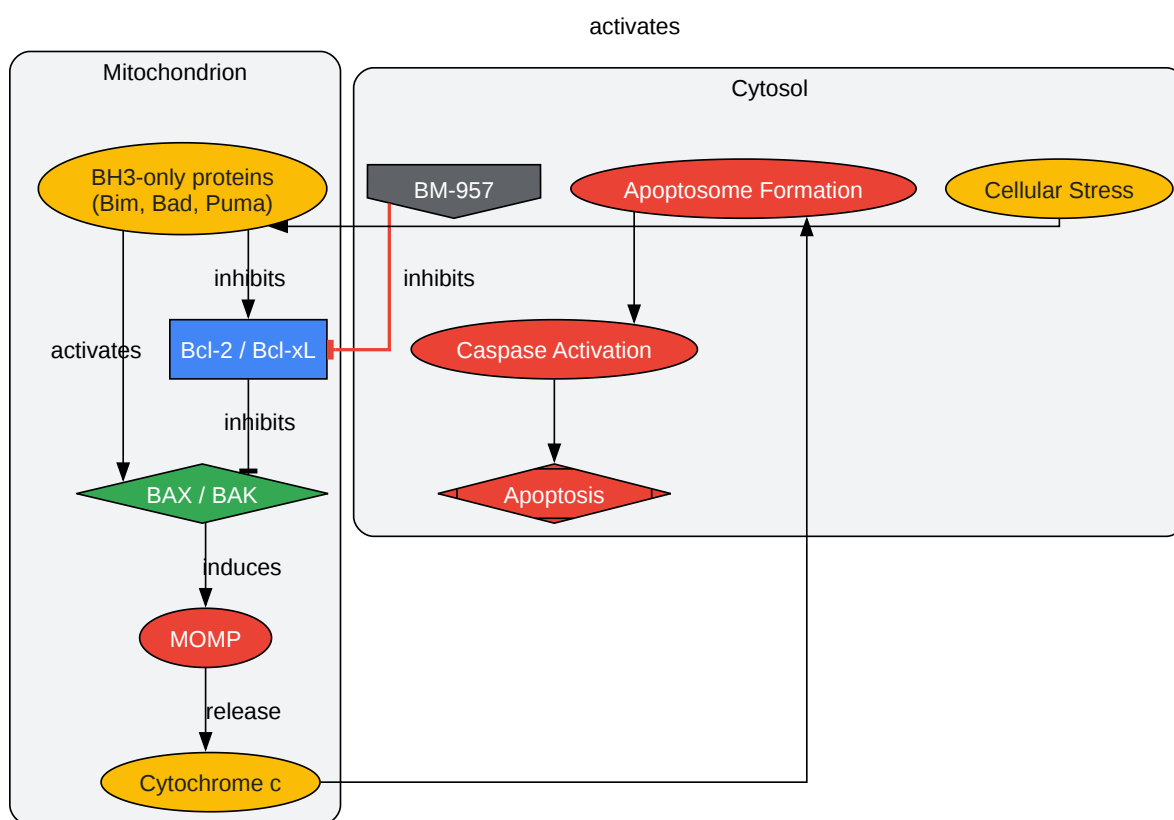 activates
Mitochondrion
Cytosol
BH3-only proteins
(Bim, Bad, Puma)
BM-957
Apoptosome Formation
Cellular Stress
inhibits
inhibits
activates
Bcl-2 / Bcl-xL
Caspase Activation
inhibits
BAX / BAK
Apoptosis
induces
MOMP
release
Cytochrome c